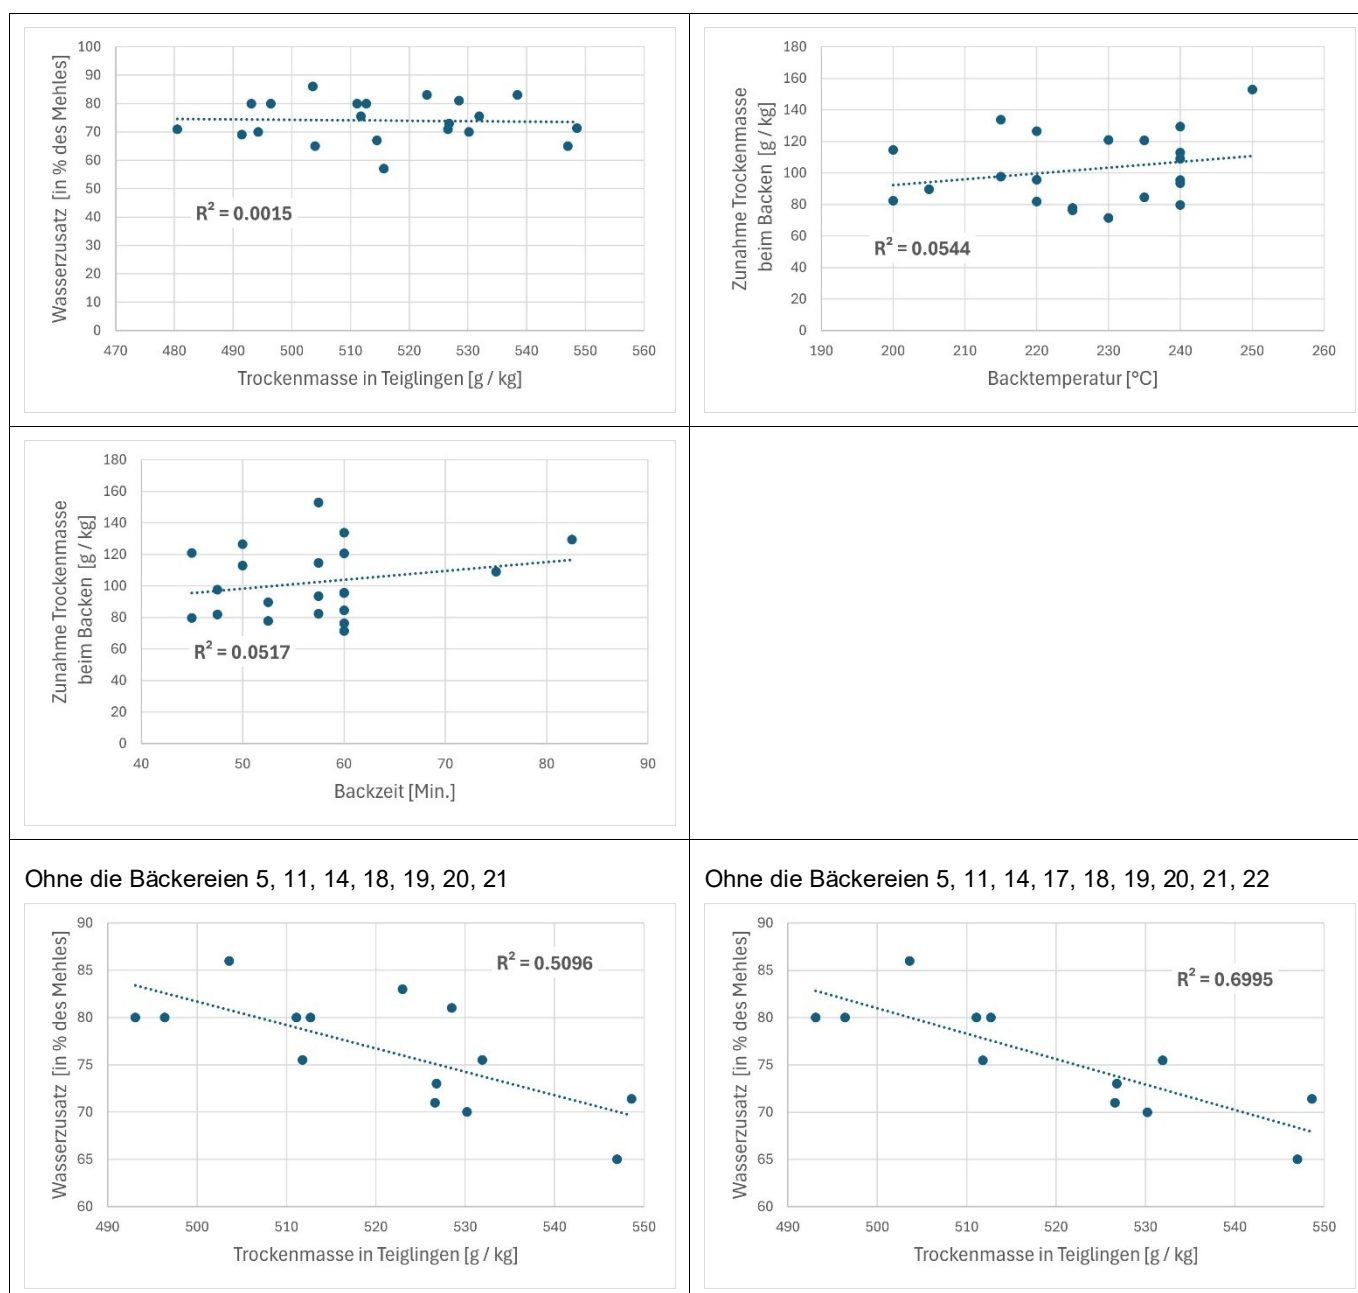 100
90
80
70
60
50
40
30
20
10
0
Wasserzusatz [in % des Mehles]
R² = 0.0015
470 480 490 500 510 520 530 540 550 560
Trockenmasse in Teiglingen [g / kg]
180
160
140
120
100
80
60
40
20
0
Zunahme Trockenmasse
beim Backen [g / kg]
R² = 0.0544
190 200 210 220 230 240 250 260
Backtemperatur [°C]
180
160
140
120
100
80
60
40
20
0
Zunahme Trockenmasse
beim Backen [g / kg]
R² = 0.0517
40 50 60 70 80 90
Backzeit [Min.]
Ohne die Bäckereien 5, 11, 14, 18, 19, 20, 21
90
85
80
75
70
65
60
Wasserzusatz [in % des Mehles]
R² = 0.5096
490 500 510 520 530 540 550
Trockenmasse in Teiglingen [g / kg]
Ohne die Bäckereien 5, 11, 14, 17, 18, 19, 20, 21, 22
90
85
80
75
70
65
60
Wasserzusatz [in % des Mehles]
R² = 0.6995
490 500 510 520 530 540 550
Trockenmasse in Teiglingen [g / kg]